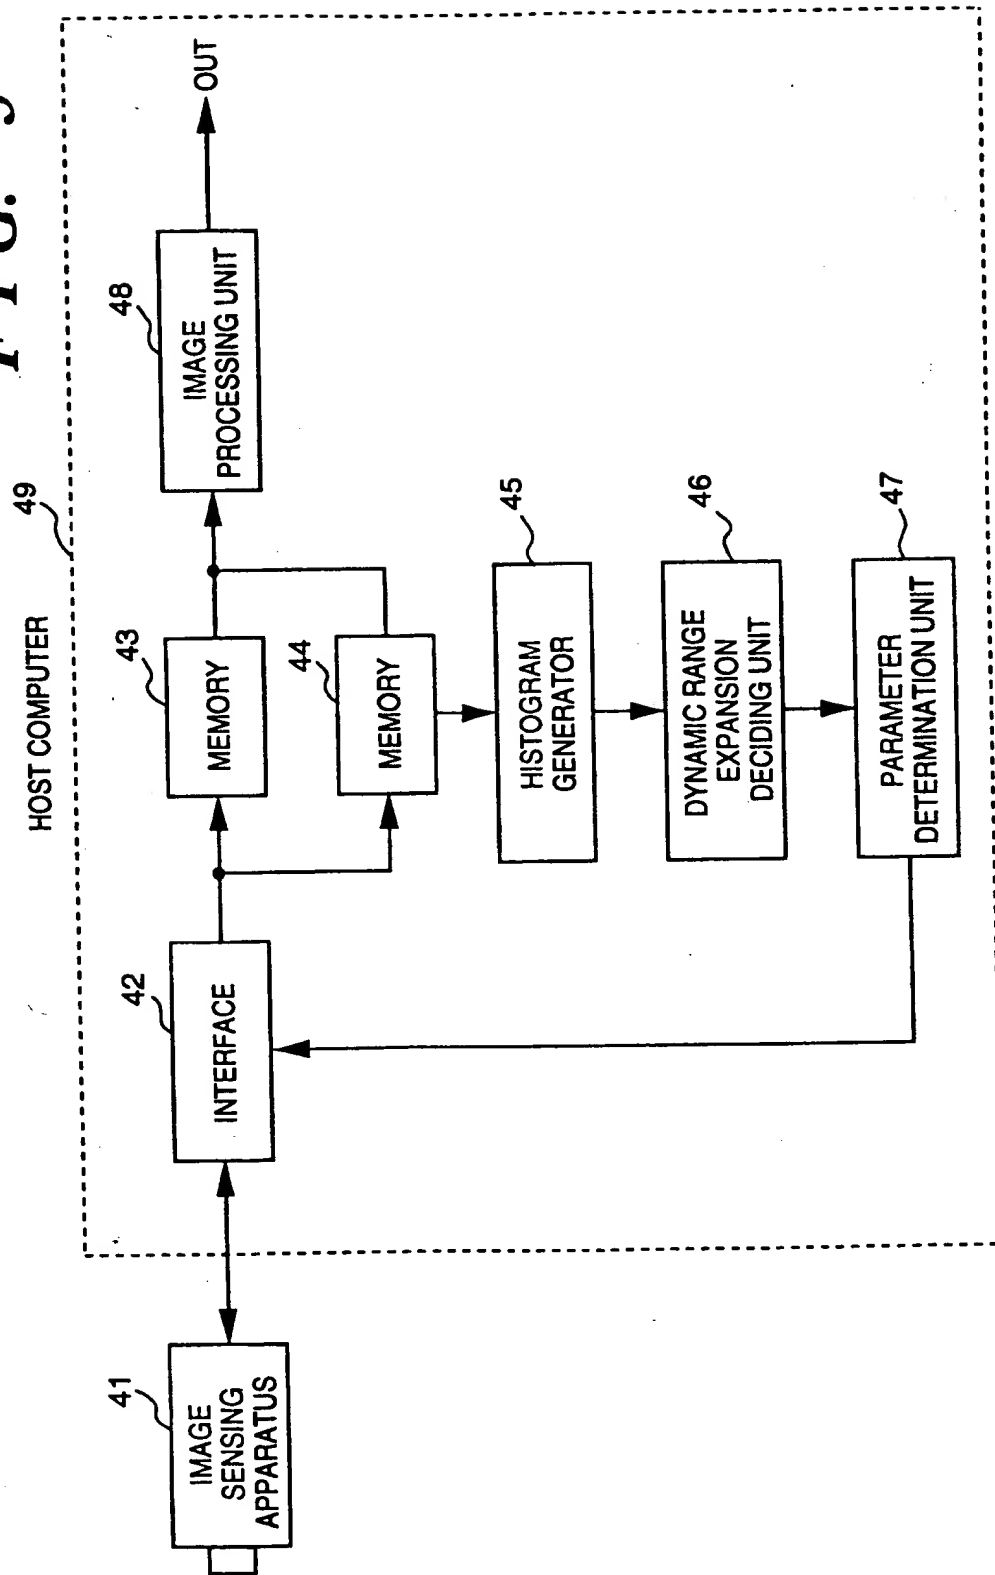 FIG.
HOST COMPUTER
49
41
IMAGE
SENSING
APPARATUS
42
INTERFACE
43
MEMORY
44
MEMORY
48
IMAGE
PROCESSING UNIT
OUT
45
HISTOGRAM
GENERATOR
46
DYNAMIC RANGE
EXPANSION
DECIDING UNIT
47
PARAMETER
DETERMINATION UNIT